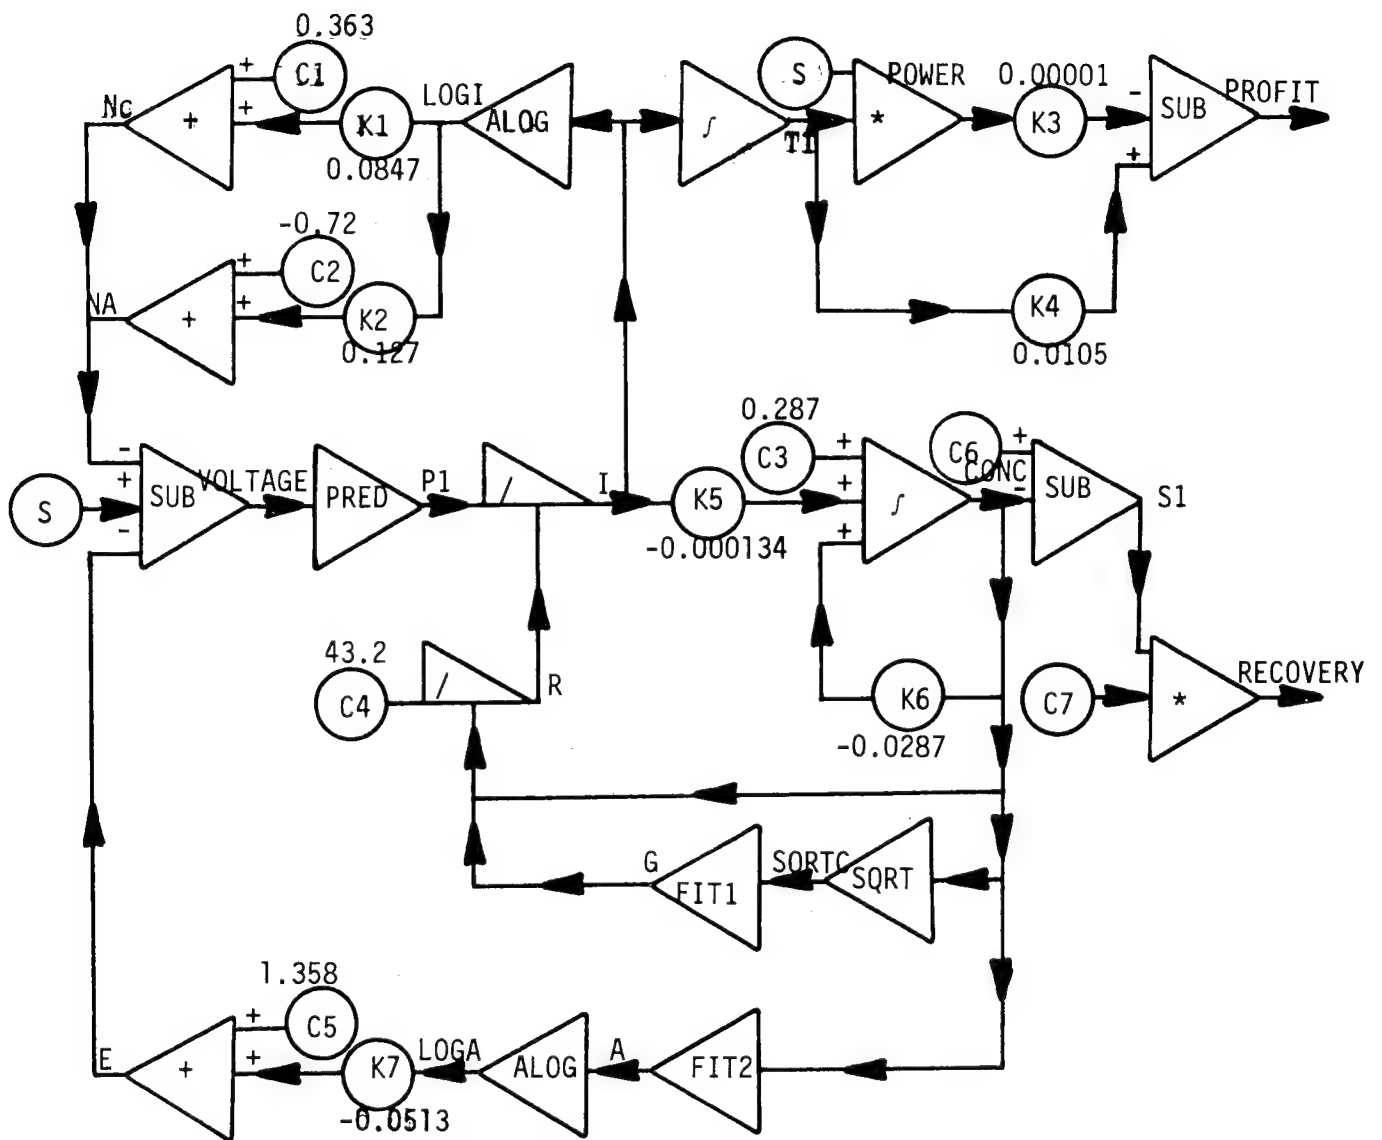 0.363
C1
+
+
Nc
+
K1
0.0847
LOGI
ALOG
∫
T1
S
*
POWER
0.00001
K3
-
SUB
+
PROFIT
-0.72
C2
+
+
NA
+
K2
0.127
K4
0.0105
S
-
+
-
SUB
VOLTAGE
PRED
P1
/
I
K5
-0.000134
0.287
C3
+
+
+
∫
C6
CONC
+
-
SUB
S1
43.2
C4
/
R
K6
-0.0287
C7
*
RECOVERY
G
FIT1
SQRTC
SQRT
1.358
C5
+
+
E
+
K7
-0.0513
LOGA
ALOG
A
FIT2